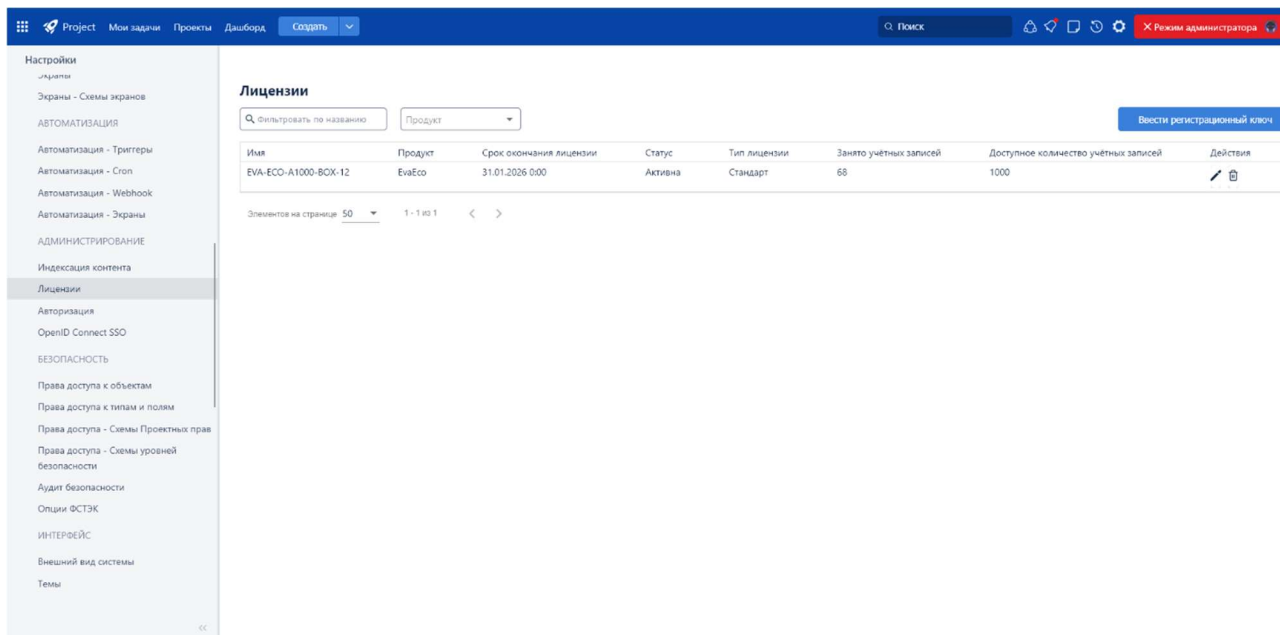 Project Мои задачи Проекты Дашборд Создать Поиск Режим администратора
Настройки
Экраны
Экраны - Схемы экранов
АВТОМАТИЗАЦИЯ
Автоматизация - Триггеры
Автоматизация - Cron
Автоматизация - Webhook
Автоматизация - Экраны
АДМИНИСТРИРОВАНИЕ
Индексация контента
Лицензии
Авторизация
OpenID Connect SSO
БЕЗОПАСНОСТЬ
Права доступа к объектам
Права доступа к типам и полям
Права доступа - Схемы Проектных прав
Права доступа - Схемы уровней
безопасности
Аудит безопасности
Опции ФСТЭК
ИНТЕРФЕЙС
Внешний вид системы
Темы
Лицензии
Фильтровать по названию Продукт Ввести регистрационный ключ
Имя Продукт Срок окончания лицензии Статус Тип лицензии Занято учётных записей Доступное количество учётных записей Действия
EVA-ECO-A1000-BOX-12 EvaEco 31.01.2026 0:00 Активна Стандарт 68 1000
Элементов на странице 50 1 - 1 из 1